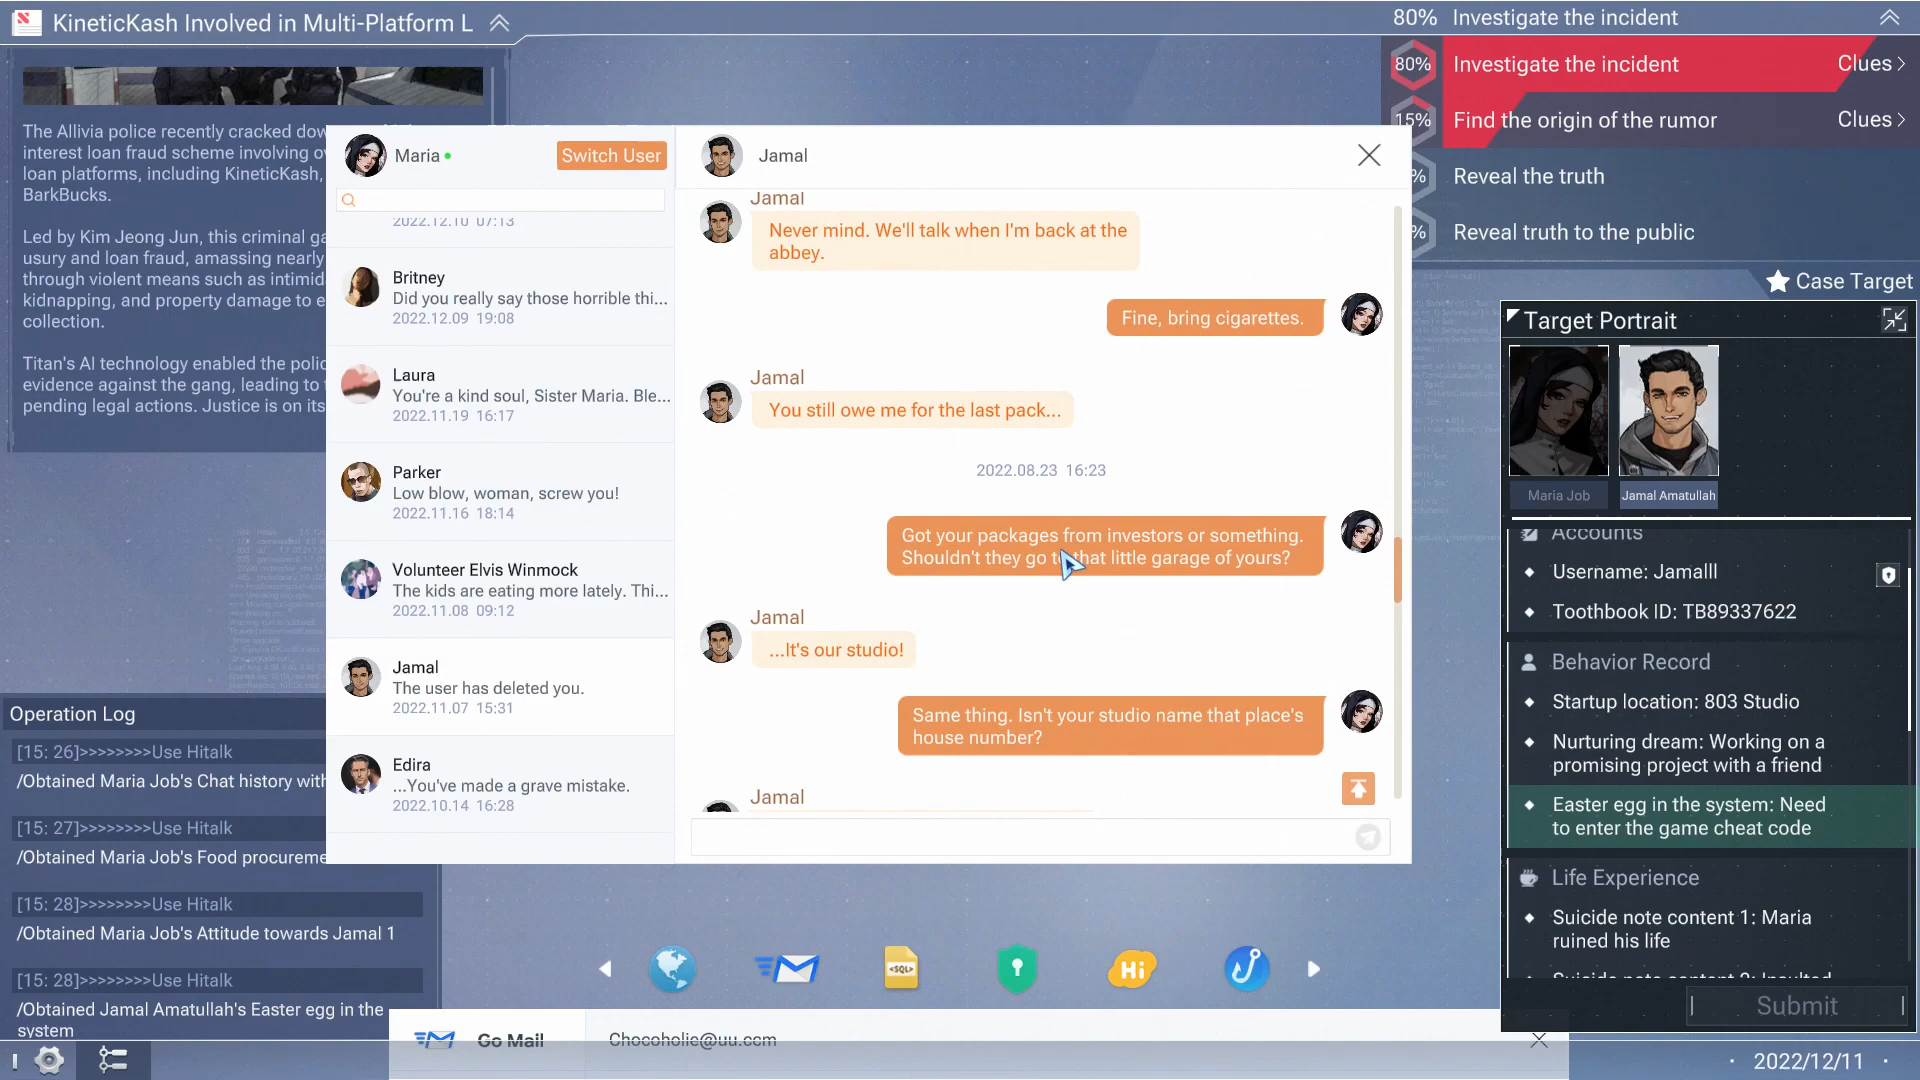 KineticKash Involved in Multi-Platform L
The Allivia police recently cracked dow
interest loan fraud scheme involving o
loan platforms, including KineticKash,
BarkBucks.
Led by Kim Jeong Jun, this criminal ga
usury and loan fraud, amassing nearly
through violent means such as intimid
kidnapping, and property damage to e
collection.
Titan's AI technology enabled the polic
evidence against the gang, leading to
pending legal actions. Justice is on its
Operation Log
[15: 26]>>>>>>>>Use Hitalk
/Obtained Maria Job's Chat history with
[15: 27]>>>>>>>>Use Hitalk
/Obtained Maria Job's Food procureme
[15: 28]>>>>>>>>Use Hitalk
/Obtained Maria Job's Attitude towards Jamal 1
[15: 28]>>>>>>>>Use Hitalk
/Obtained Jamal Amatullah's Easter egg in the
system
Maria
Switch User
2022.12.10 07:13
Britney
Did you really say those horrible thi...
2022.12.09 19:08
Laura
You're a kind soul, Sister Maria. Ble...
2022.11.19 16:17
Parker
Low blow, woman, screw you!
2022.11.16 18:14
Volunteer Elvis Winmock
The kids are eating more lately. Thi...
2022.11.08 09:12
Jamal
The user has deleted you.
2022.11.07 15:31
Edira
...You've made a grave mistake.
2022.10.14 16:28
Jamal
Jamal
Never mind. We'll talk when I'm back at the
abbey.
Fine, bring cigarettes.
Jamal
You still owe me for the last pack...
2022.08.23 16:23
Got your packages from investors or something.
Shouldn't they go to that little garage of yours?
Jamal
...It's our studio!
Same thing. Isn't your studio name that place's
house number?
Jamal
80% Investigate the incident
80% Investigate the incident Clues >
15% Find the origin of the rumor Clues >
% Reveal the truth
% Reveal truth to the public
Case Target
Target Portrait
Maria Job
Jamal Amatullah
Accounts
Username: Jamalll
Toothbook ID: TB89337622
Behavior Record
Startup location: 803 Studio
Nurturing dream: Working on a
promising project with a friend
Easter egg in the system: Need
to enter the game cheat code
Life Experience
Suicide note content 1: Maria
ruined his life
Suicide note content 2: Insulted
Submit
<SQL>
Hi
Go Mail
Chocoholie@uu.ccm
2022/12/11